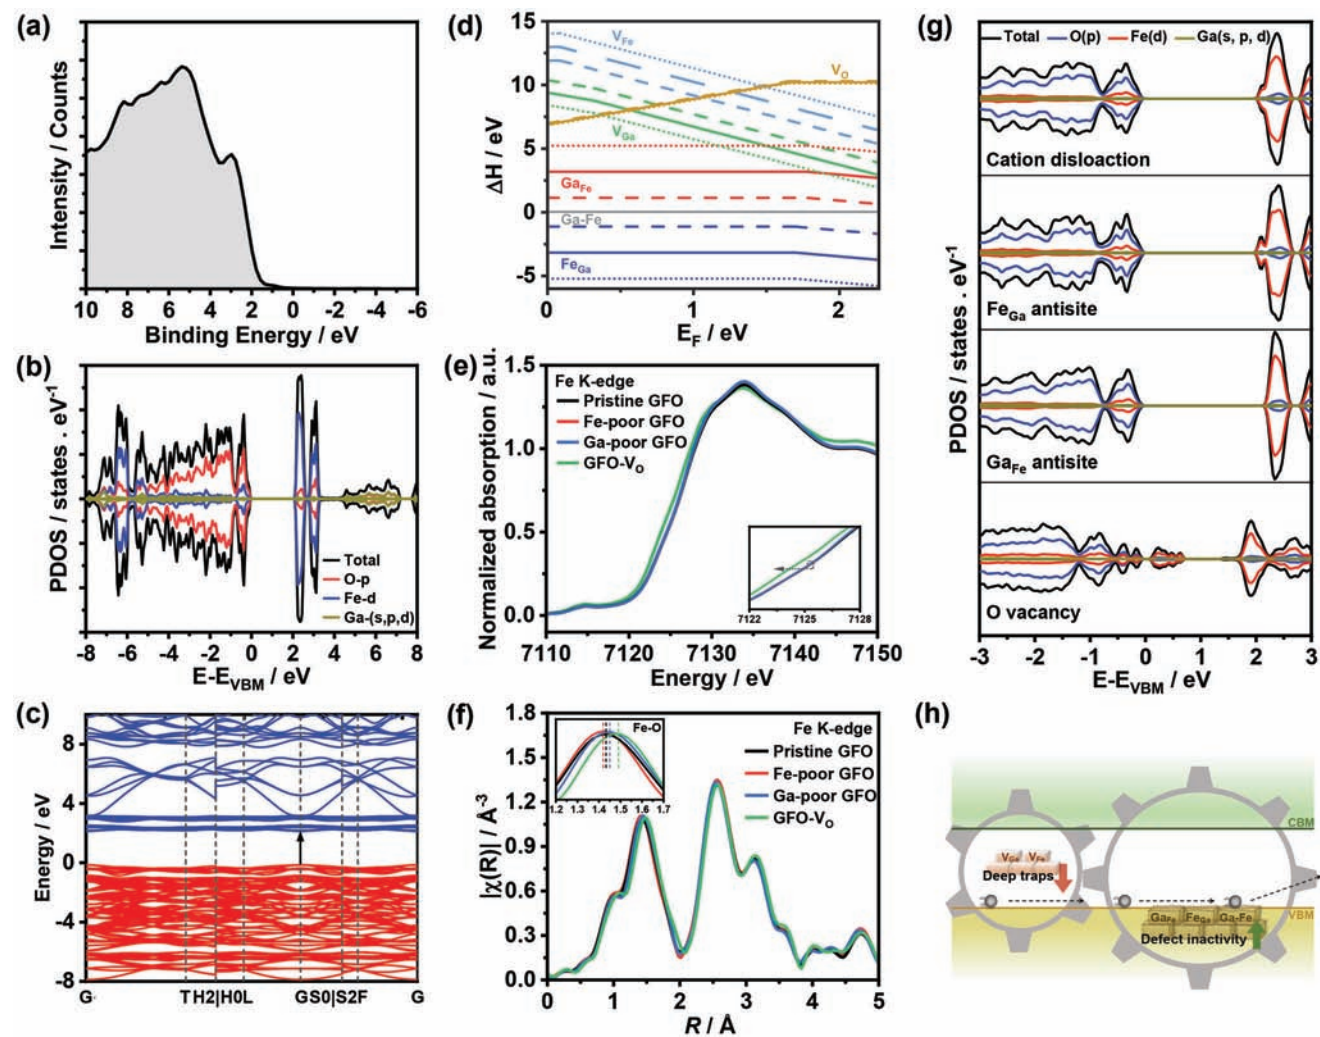 (a)
Intensity / Counts
10 8 6 4 2 0 -2 -4 -6
Binding Energy / eV
(b)
PDOS / states . eV-1
Total
O-p
Fe-d
Ga-(s,p,d)
-8 -6 -4 -2 0 2 4 6 8
E-EVBM / eV
(c)
Energy / eV
8
4
0
-4
-8
G TH2|H0L GS0|S2F G
(d)
ΔH / eV
15
10
5
0
-5
VFe
VO
VGa
GaFe
Ga-Fe
FeGa
0 1 2
EF / eV
(e)
Normalized absorption / a.u.
1.5
1.0
0.5
0.0
Fe K-edge
Pristine GFO
Fe-poor GFO
Ga-poor GFO
GFO-VO
7122 7125 7128
7110 7120 7130 7140 7150
Energy / eV
(f)
|χ(R)| / Å-3
1.8
1.5
1.2
0.9
0.6
0.3
0.0
Fe-O
1.2 1.3 1.4 1.5 1.6 1.7
Fe K-edge
Pristine GFO
Fe-poor GFO
Ga-poor GFO
GFO-VO
0 1 2 3 4 5
R / Å
(g)
PDOS / states . eV-1
Total O(p) Fe(d) Ga(s, p, d)
Cation disloaction
FeGa antisite
GaFe antisite
O vacancy
-3 -2 -1 0 1 2 3
E-EVBM / eV
(h)
CBM
VGa VFe
Deep traps
VBM
GaFe FeGa Ga-Fe
Defect inactivity